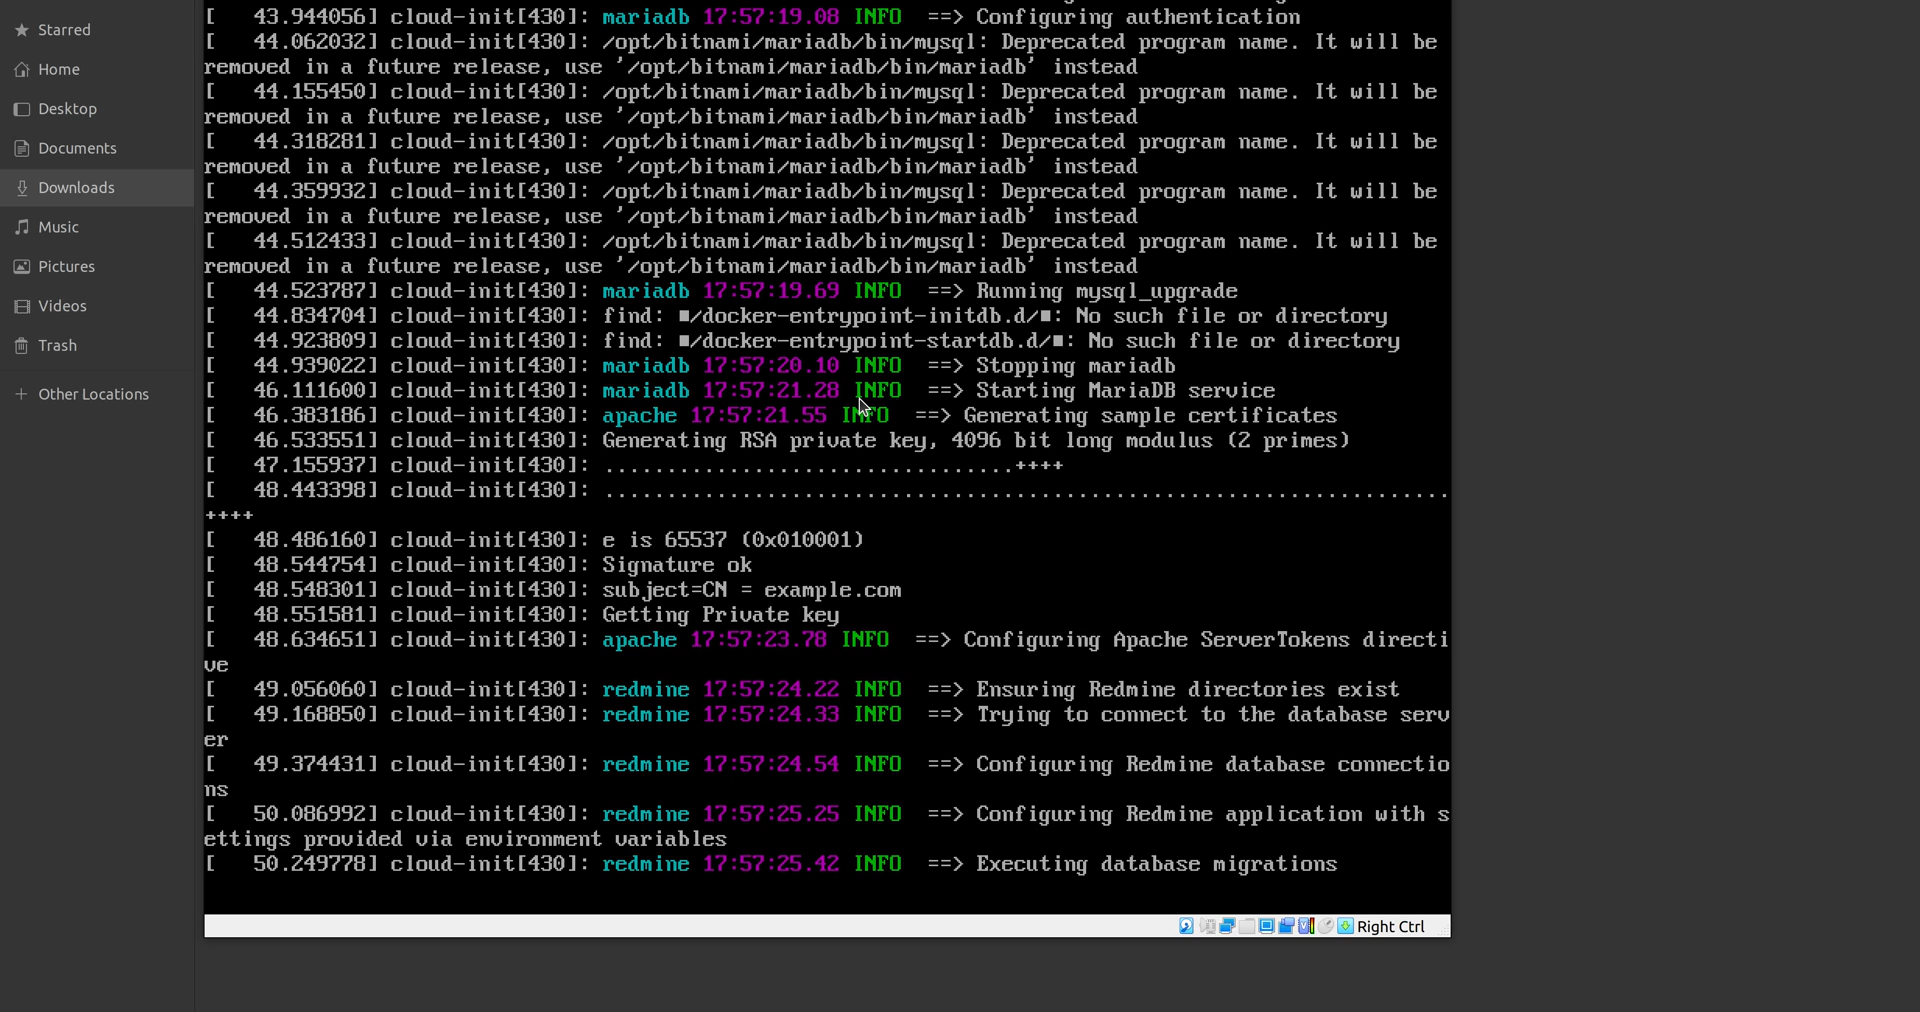 Starred
Home
Desktop
Documents
Downloads
Music
Pictures
Videos
Trash
+ Other Locations
[   43.944056] cloud-init[430]: mariadb 17:57:19.08 INFO  ==> Configuring authentication
[   44.062032] cloud-init[430]: /opt/bitnami/mariadb/bin/mysql: Deprecated program name. It will be
removed in a future release, use '/opt/bitnami/mariadb/bin/mariadb' instead
[   44.155450] cloud-init[430]: /opt/bitnami/mariadb/bin/mysql: Deprecated program name. It will be
removed in a future release, use '/opt/bitnami/mariadb/bin/mariadb' instead
[   44.318281] cloud-init[430]: /opt/bitnami/mariadb/bin/mysql: Deprecated program name. It will be
removed in a future release, use '/opt/bitnami/mariadb/bin/mariadb' instead
[   44.359932] cloud-init[430]: /opt/bitnami/mariadb/bin/mysql: Deprecated program name. It will be
removed in a future release, use '/opt/bitnami/mariadb/bin/mariadb' instead
[   44.512433] cloud-init[430]: /opt/bitnami/mariadb/bin/mysql: Deprecated program name. It will be
removed in a future release, use '/opt/bitnami/mariadb/bin/mariadb' instead
[   44.523787] cloud-init[430]: mariadb 17:57:19.69 INFO  ==> Running mysql_upgrade
[   44.834704] cloud-init[430]: find: ■/docker-entrypoint-initdb.d/■: No such file or directory
[   44.923809] cloud-init[430]: find: ■/docker-entrypoint-startdb.d/■: No such file or directory
[   44.939022] cloud-init[430]: mariadb 17:57:20.10 INFO  ==> Stopping mariadb
[   46.111600] cloud-init[430]: mariadb 17:57:21.28 INFO  ==> Starting MariaDB service
[   46.383186] cloud-init[430]: apache 17:57:21.55 INFO  ==> Generating sample certificates
[   46.533551] cloud-init[430]: Generating RSA private key, 4096 bit long modulus (2 primes)
[   47.155937] cloud-init[430]: .................................++++
[   48.443398] cloud-init[430]: ....................................................................
++++
[   48.486160] cloud-init[430]: e is 65537 (0x010001)
[   48.544754] cloud-init[430]: Signature ok
[   48.548301] cloud-init[430]: subject=CN = example.com
[   48.551581] cloud-init[430]: Getting Private key
[   48.634651] cloud-init[430]: apache 17:57:23.78 INFO  ==> Configuring Apache ServerTokens directi
ve
[   49.056060] cloud-init[430]: redmine 17:57:24.22 INFO  ==> Ensuring Redmine directories exist
[   49.168850] cloud-init[430]: redmine 17:57:24.33 INFO  ==> Trying to connect to the database serv
er
[   49.374431] cloud-init[430]: redmine 17:57:24.54 INFO  ==> Configuring Redmine database connectio
ns
[   50.086992] cloud-init[430]: redmine 17:57:25.25 INFO  ==> Configuring Redmine application with s
ettings provided via environment variables
[   50.249778] cloud-init[430]: redmine 17:57:25.42 INFO  ==> Executing database migrations
Right Ctrl